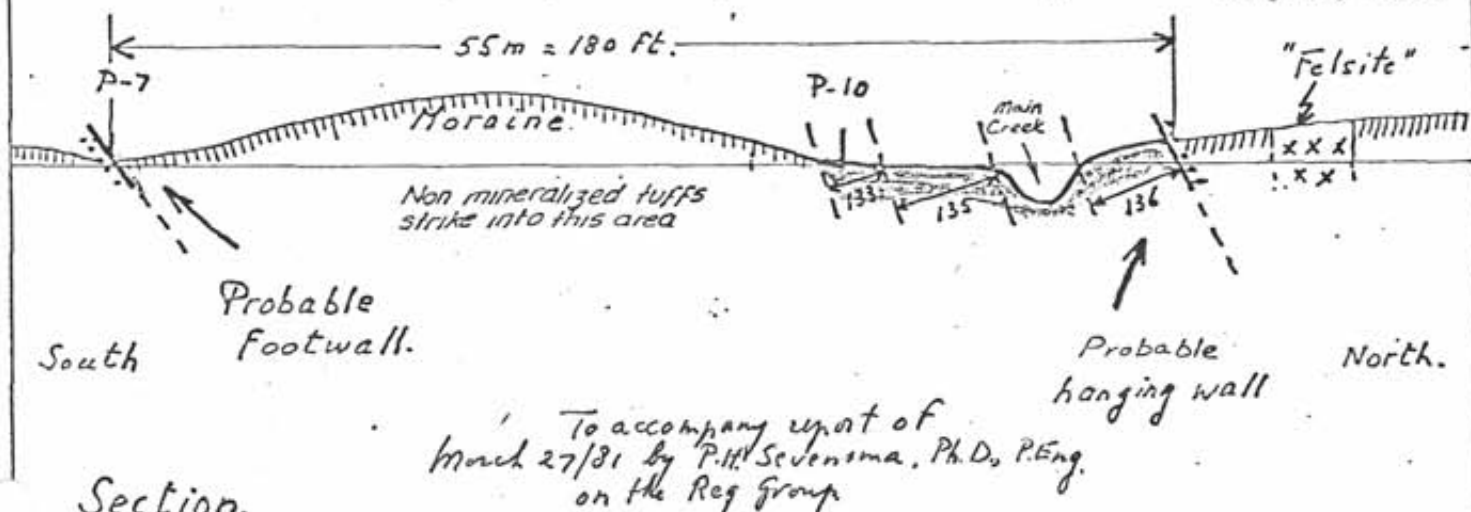 55m = 180 ft.
P-7
P-10
"Felsite"
Moraine
Main
Creek
x x x
x x
Non mineralized tuffs
strike into this area
133
135
136
Probable
Footwall.
South
Probable
hanging wall
North.
To accompany report of
March 27/81 by P.H. Sevensma, Ph.D., P.Eng.
on the Reg Group
Section.